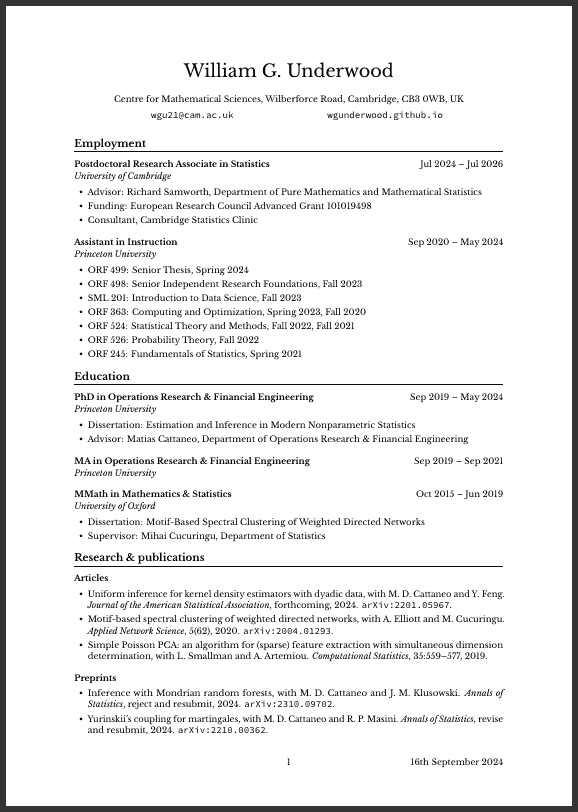 William G. Underwood
Centre for Mathematical Sciences, Wilberforce Road, Cambridge, CB3 0WB, UK
wgu21@cam.ac.uk wgunderwood.github.io
Employment
Postdoctoral Research Associate in Statistics Jul 2024 – Jul 2026
University of Cambridge
• Advisor: Richard Samworth, Department of Pure Mathematics and Mathematical Statistics
• Funding: European Research Council Advanced Grant 101019498
• Consultant, Cambridge Statistics Clinic
Assistant in Instruction Sep 2020 – May 2024
Princeton University
• ORF 499: Senior Thesis, Spring 2024
• ORF 498: Senior Independent Research Foundations, Fall 2023
• SML 201: Introduction to Data Science, Fall 2023
• ORF 363: Computing and Optimization, Spring 2023, Fall 2020
• ORF 524: Statistical Theory and Methods, Fall 2022, Fall 2021
• ORF 526: Probability Theory, Fall 2022
• ORF 245: Fundamentals of Statistics, Spring 2021
Education
PhD in Operations Research & Financial Engineering Sep 2019 – May 2024
Princeton University
• Dissertation: Estimation and Inference in Modern Nonparametric Statistics
• Advisor: Matias Cattaneo, Department of Operations Research & Financial Engineering
MA in Operations Research & Financial Engineering Sep 2019 – Sep 2021
Princeton University
MMath in Mathematics & Statistics Oct 2015 – Jun 2019
University of Oxford
• Dissertation: Motif-Based Spectral Clustering of Weighted Directed Networks
• Supervisor: Mihai Cucuringu, Department of Statistics
Research & publications
Articles
• Uniform inference for kernel density estimators with dyadic data, with M. D. Cattaneo and Y. Feng.
Journal of the American Statistical Association, forthcoming, 2024. arXiv:2201.05967.
• Motif-based spectral clustering of weighted directed networks, with A. Elliott and M. Cucuringu.
Applied Network Science, 5(62), 2020. arXiv:2004.01293.
• Simple Poisson PCA: an algorithm for (sparse) feature extraction with simultaneous dimension
determination, with L. Smallman and A. Artemiou. Computational Statistics, 35:559–577, 2019.
Preprints
• Inference with Mondrian random forests, with M. D. Cattaneo and J. M. Klusowski. Annals of
Statistics, reject and resubmit, 2024. arXiv:2310.09702.
• Yurinskii's coupling for martingales, with M. D. Cattaneo and R. P. Masini. Annals of Statistics, revise
and resubmit, 2024. arXiv:2210.00362.
1 16th September 2024